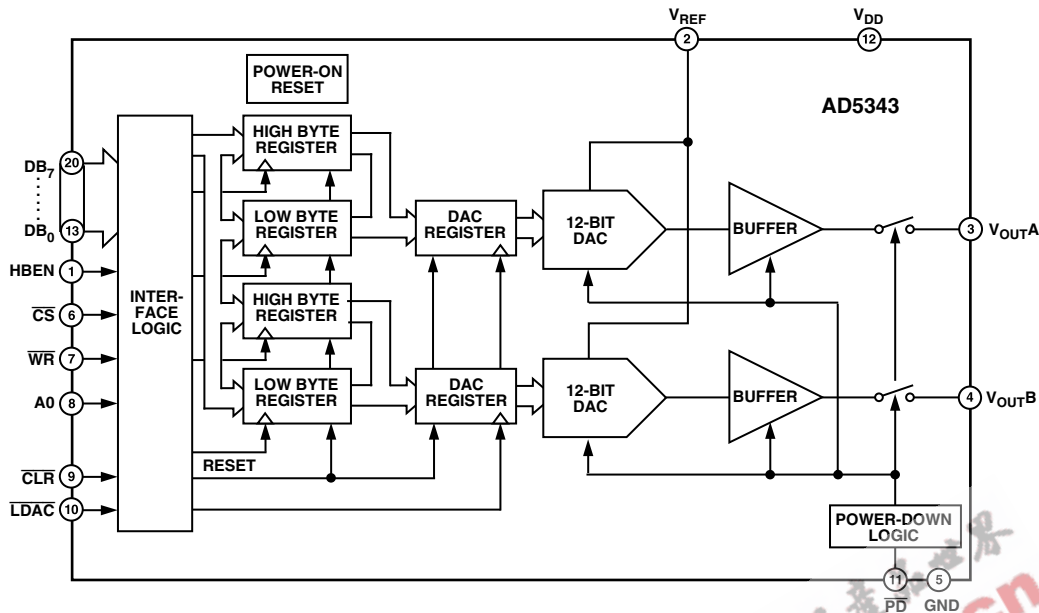 VREF
VDD
2
12
POWER-ON
RESET
AD5343
HIGH BYTE
REGISTER
DB7
20
DB0
13
LOW BYTE
REGISTER
DAC
REGISTER
12-BIT
DAC
BUFFER
3
VOUTA
HBEN
1
INTER-
FACE
LOGIC
CS
6
HIGH BYTE
REGISTER
WR
7
A0
8
LOW BYTE
REGISTER
DAC
REGISTER
12-BIT
DAC
BUFFER
4
VOUTB
RESET
CLR
9
LDAC
10
POWER-DOWN
LOGIC
11
5
PD
GND